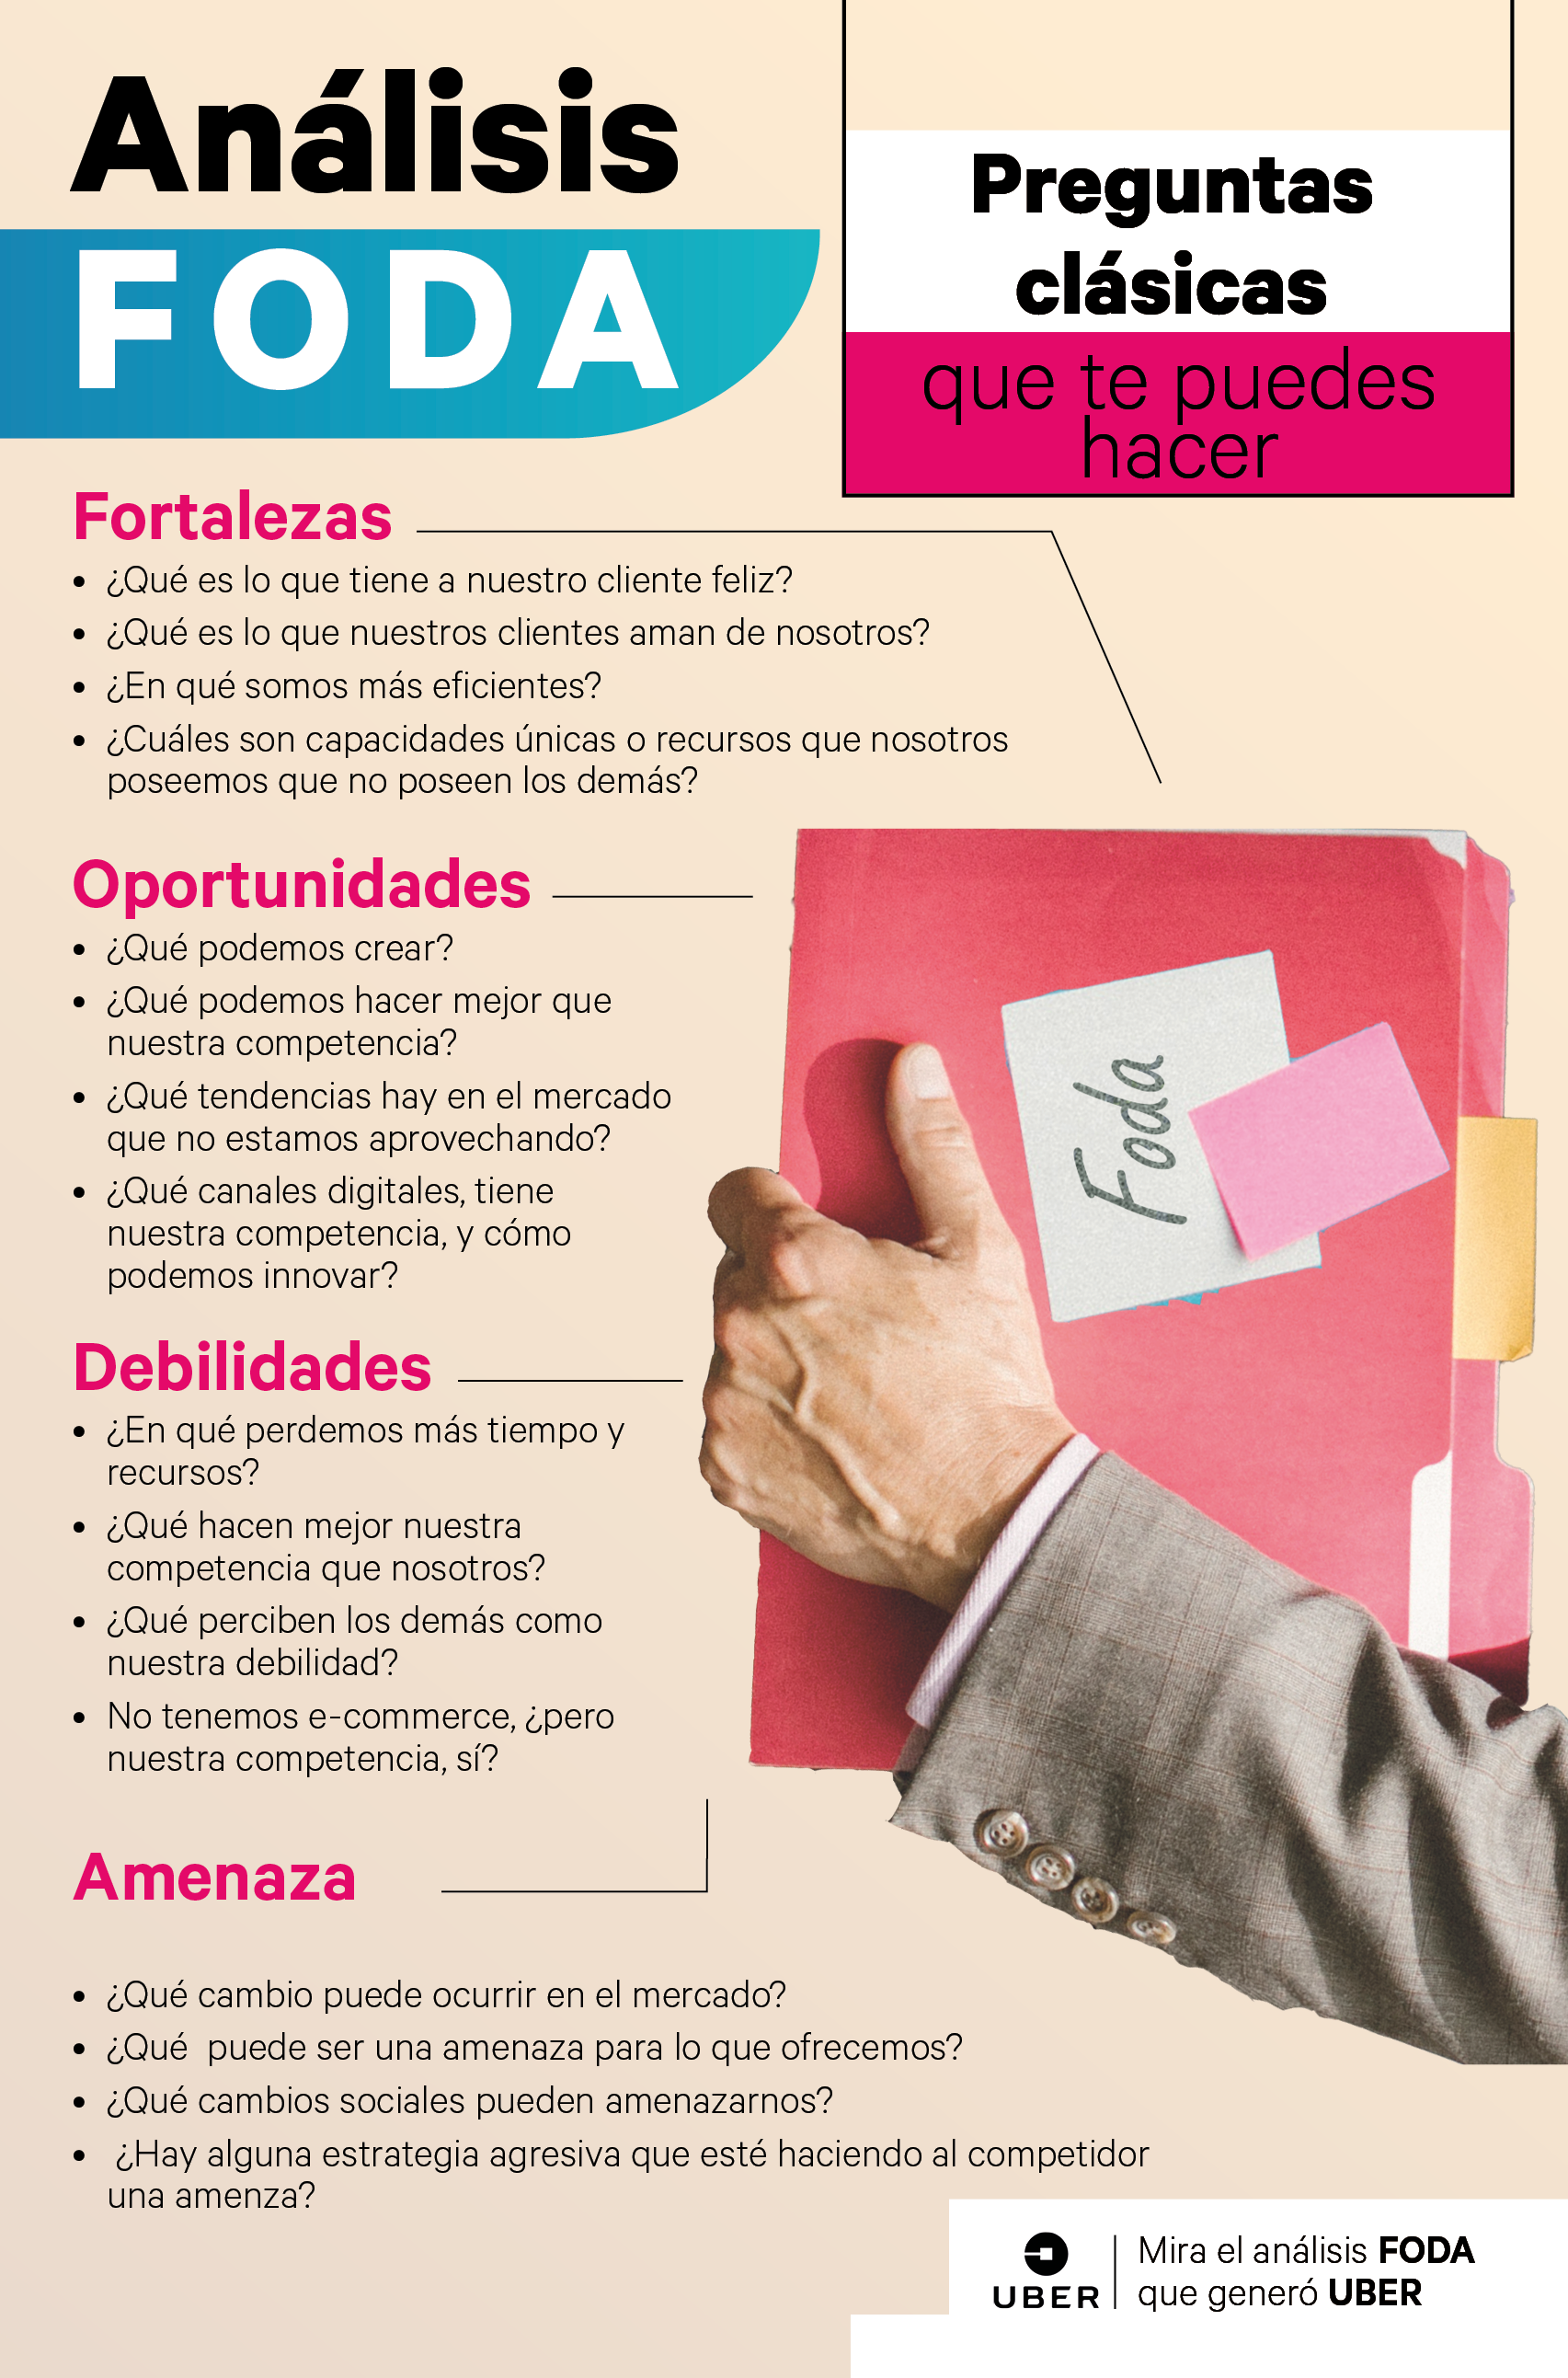 Análisis
FODA
Preguntas
clásicas
que te puedes
hacer
Fortalezas
• ¿Qué es lo que tiene a nuestro cliente feliz?
• ¿Qué es lo que nuestros clientes aman de nosotros?
• ¿En qué somos más eficientes?
• ¿Cuáles son capacidades únicas o recursos que nosotros
poseemos que no poseen los demás?
Oportunidades
• ¿Qué podemos crear?
• ¿Qué podemos hacer mejor que
nuestra competencia?
• ¿Qué tendencias hay en el mercado
que no estamos aprovechando?
• ¿Qué canales digitales, tiene
nuestra competencia, y cómo
podemos innovar?
Foda
Debilidades
• ¿En qué perdemos más tiempo y
recursos?
• ¿Qué hacen mejor nuestra
competencia que nosotros?
• ¿Qué perciben los demás como
nuestra debilidad?
• No tenemos e-commerce, ¿pero
nuestra competencia, sí?
Amenaza
• ¿Qué cambio puede ocurrir en el mercado?
• ¿Qué  puede ser una amenaza para lo que ofrecemos?
• ¿Qué cambios sociales pueden amenazarnos?
• ¿Hay alguna estrategia agresiva que esté haciendo al competidor
una amenza?
UBER
Mira el análisis FODA
que generó UBER